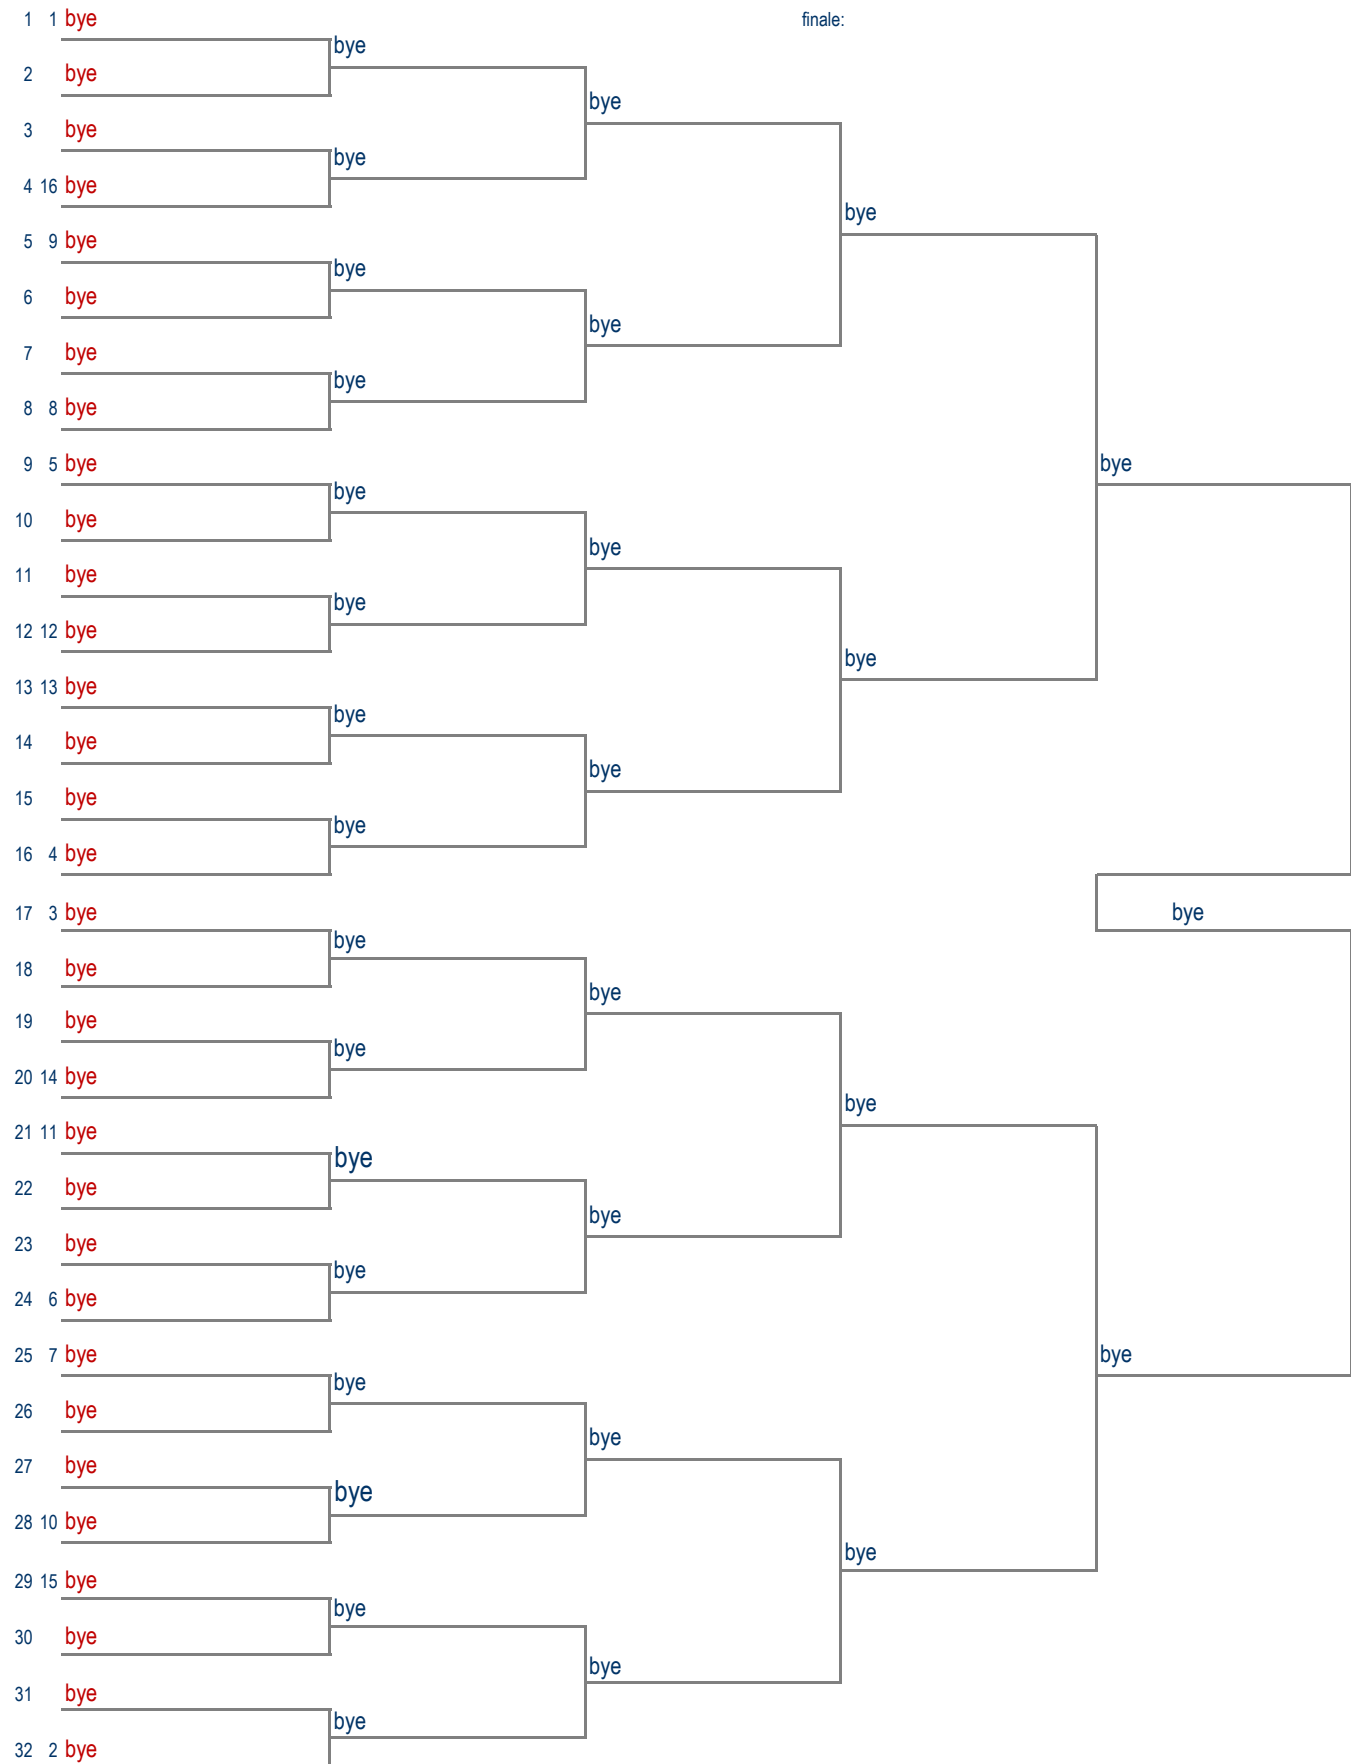 1 1 bye finale:
bye
2 bye
bye
3 bye
bye
4 16 bye
bye
5 9 bye
bye
6 bye
bye
7 bye
bye
8 8 bye
9 5 bye bye
bye
10 bye
bye
11 bye
bye
12 12 bye
bye
13 13 bye
bye
14 bye
bye
15 bye
bye
16 4 bye
17 3 bye bye
bye
18 bye
bye
19 bye
bye
20 14 bye
bye
21 11 bye
bye
22 bye
bye
23 bye
bye
24 6 bye
25 7 bye bye
bye
26 bye
bye
27 bye
bye
28 10 bye
bye
29 15 bye
bye
30 bye
bye
31 bye
bye
32 2 bye